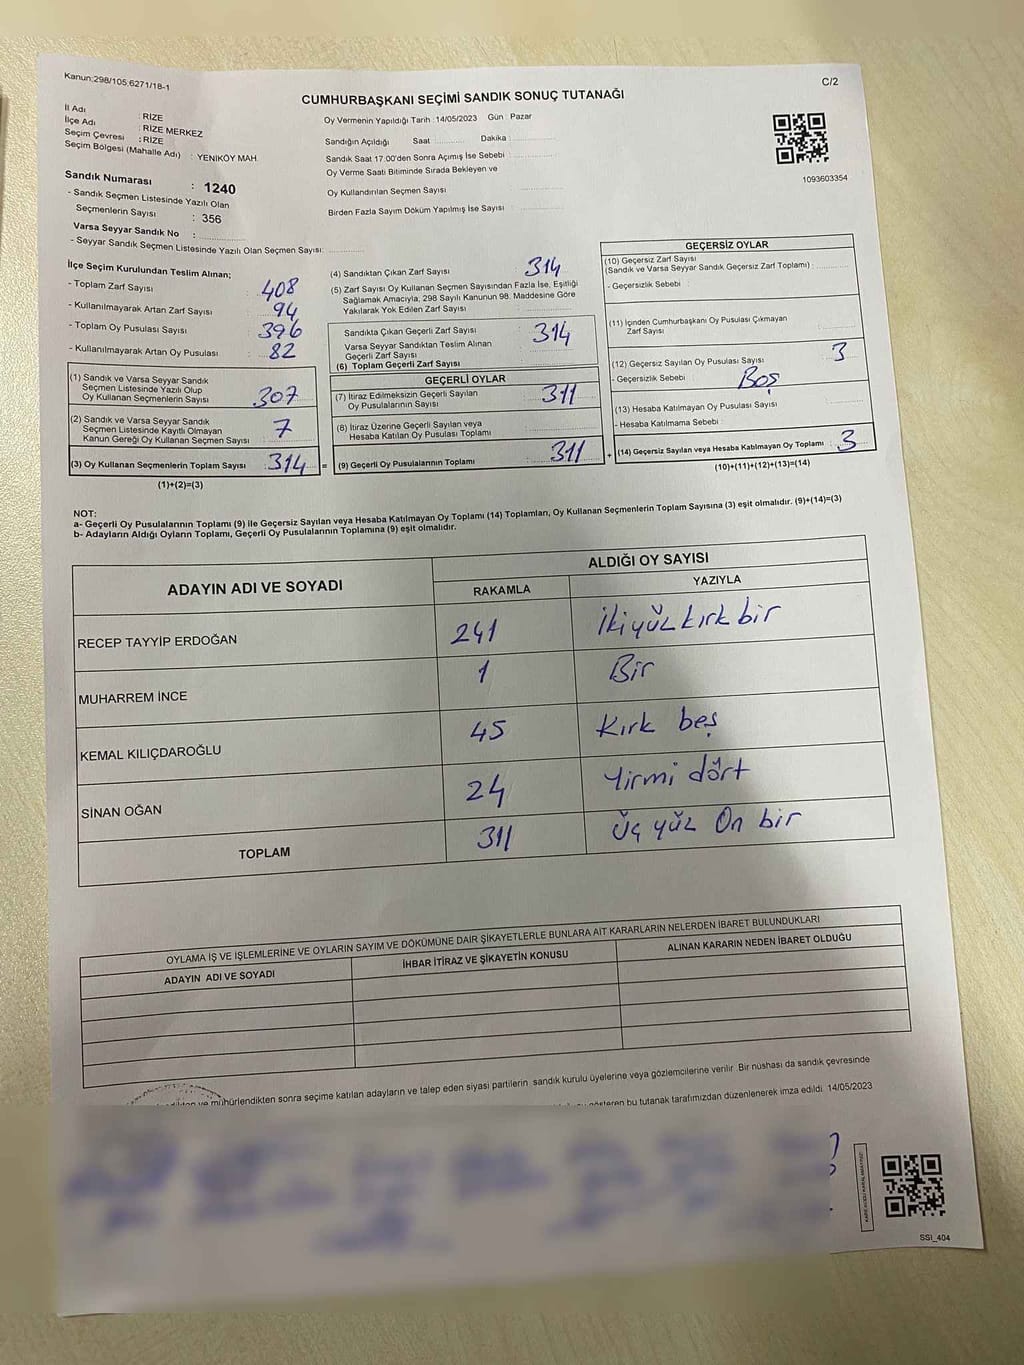 Kanun:298/105.6271/18-1
C/2
CUMHURBAŞKANI SEÇİMİ SANDIK SONUÇ TUTANAĞI
İl Adı : RİZE
İlçe Adı : RİZE MERKEZ
Seçim Çevresi : RİZE
Seçim Bölgesi (Mahalle Adı) : YENIKÖY MAH.
Sandık Numarası : 1240
- Sandık Seçmen Listesinde Yazılı Olan
Seçmenlerin Sayısı : 356
Varsa Seyyar Sandık No :
- Seyyar Sandık Seçmen Listesinde Yazılı Olan Seçmen Sayısı:
Oy Vermenin Yapıldığı Tarih : 14/05/2023 Gün : Pazar
Sandığın Açıldığı Saat Dakika :
Sandık Saat 17.00'den Sonra Açımış İse Sebebi :
Oy Verme Saati Bitiminde Sırada Bekleyen ve
Oy Kullandırılan Seçmen Sayısı
Birden Fazla Sayım Döküm Yapılmış İse Sayısı :
1093603354
İlçe Seçim Kurulundan Teslim Alınan;
- Toplam Zarf Sayısı : 408
- Kullanılmayarak Artan Zarf Sayısı : 94
- Toplam Oy Pusulası Sayısı : 396
- Kullanılmayarak Artan Oy Pusulası : 82
(1) Sandık ve Varsa Seyyar Sandık
Seçmen Listesinde Yazılı Olup
Oy Kullanan Seçmenlerin Sayısı : 307
(2) Sandık ve Varsa Seyyar Sandık
Seçmen Listesinde Kayıtlı Olmayan
Kanun Gereği Oy Kullanan Seçmen Sayısı : 7
(3) Oy Kullanan Seçmenlerin Toplam Sayısı : 314 =
(1)+(2)=(3)
(4) Sandıktan Çıkan Zarf Sayısı : 314
(5) Zarf Sayısı Oy Kullanan Seçmen Sayısından Fazla İse, Eşitliği
Sağlamak Amacıyla, 298 Sayılı Kanunun 98. Maddesine Göre
Yakılarak Yok Edilen Zarf Sayısı :
Sandıkta Çıkan Geçerli Zarf Sayısı : 314
Varsa Seyyar Sandıktan Teslim Alınan
Geçerli Zarf Sayısı :
(6) Toplam Geçerli Zarf Sayısı
GEÇERLİ OYLAR
(7) İtiraz Edilmeksizin Geçerli Sayılan
Oy Pusulalarının Sayısı : 311
(8) İtiraz Üzerine Geçerli Sayılan veya
Hesaba Katılan Oy Pusulası Toplamı :
(9) Geçerli Oy Pusulalarının Toplamı : 311 +
GEÇERSİZ OYLAR
(10) Geçersiz Zarf Sayısı
(Sandık ve Varsa Seyyar Sandık Geçersiz Zarf Toplamı) :
- Geçersizlik Sebebi :
(11) İçinden Cumhurbaşkanı Oy Pusulası Çıkmayan
Zarf Sayısı :
(12) Geçersiz Sayılan Oy Pusulası Sayısı : 3
- Geçersizlik Sebebi : Boş
(13) Hesaba Katılmayan Oy Pusulası Sayısı :
- Hesaba Katılmama Sebebi :
(14) Geçersiz Sayılan veya Hesaba Katılmayan Oy Toplamı : 3
(10)+(11)+(12)+(13)=(14)
NOT:
a- Geçerli Oy Pusulalarının Toplamı (9) ile Geçersiz Sayılan veya Hesaba Katılmayan Oy Toplamı (14) Toplamları, Oy Kullanan Seçmenlerin Toplam Sayısına (3) eşit olmalıdır. (9)+(14)=(3)
b- Adayların Aldığı Oyların Toplamı, Geçerli Oy Pusulalarının Toplamına (9) eşit olmalıdır.
ADAYIN ADI VE SOYADI
ALDIĞI OY SAYISI
RAKAMLA YAZIYLA
RECEP TAYYİP ERDOĞAN 241 İkiyüz kırk bir
MUHARREM İNCE 1 Bir
KEMAL KILIÇDAROĞLU 45 Kırk beş
SİNAN OĞAN 24 Yirmi dört
TOPLAM 311 Üç yüz On bir
OYLAMA İŞ VE İŞLEMLERİNE VE OYLARIN SAYIM VE DÖKÜMÜNE DAİR ŞİKAYETLERLE BUNLARA AİT KARARLARIN NELERDEN İBARET BULUNDUKLARI
ADAYIN ADI VE SOYADI İHBAR İTİRAZ VE ŞİKAYETİN KONUSU ALINAN KARARIN NEDEN İBARET OLDUĞU
ve mühürlendikten sonra seçime katılan adayların ve talep eden siyasi partilerin sandık kurulu üyelerine veya gözlemcilerine verilir. Bir nüshası da sandık çevresinde
gösteren bu tutanak tarafımızdan düzenlenerek imza edildi. 14/05/2023
KAREKODU KARALAMAYINIZ!
SSI_404